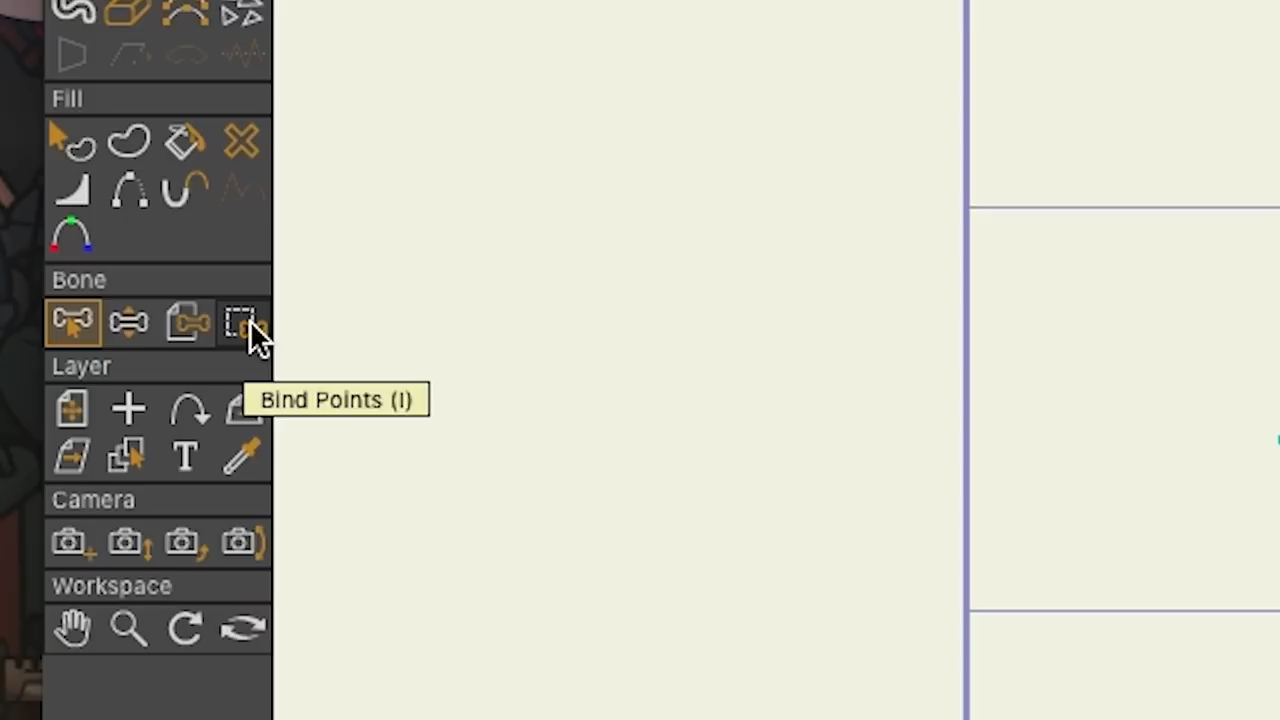 Fill
Bone
Layer
Bind Points (I)
T
Camera
Workspace